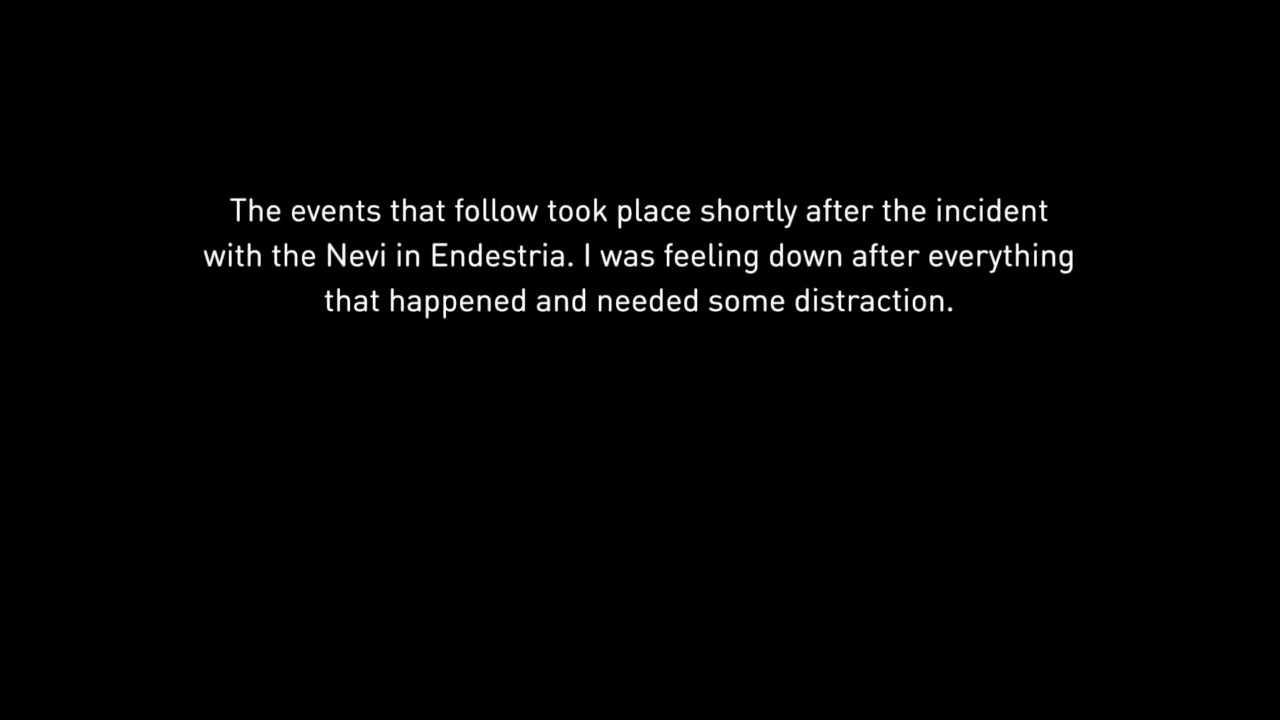 The events that follow took place shortly after the incident
with the Nevi in Endestria. I was feeling down after everything
that happened and needed some distraction.